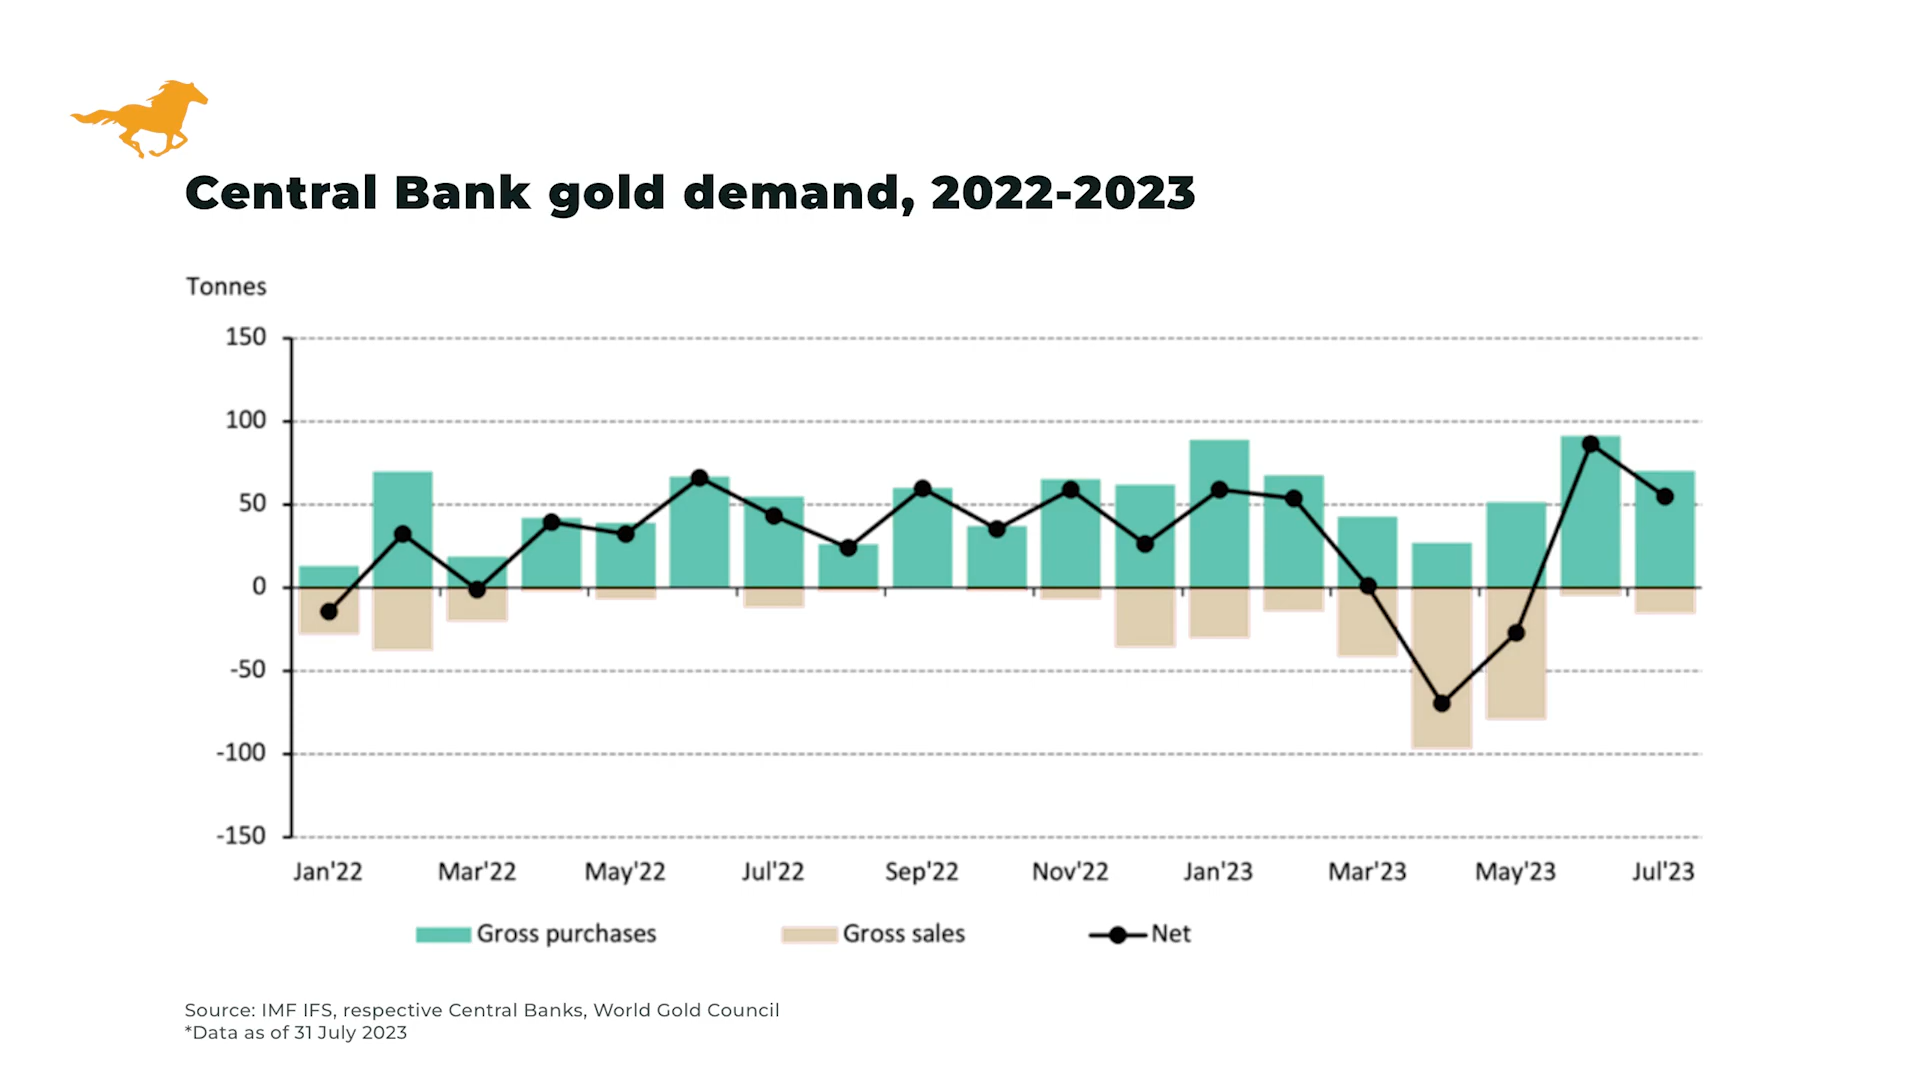 Central Bank gold demand, 2022-2023
Tonnes
150
100
50
0
-50
-100
-150
Jan'22 Mar'22 May'22 Jul'22 Sep'22 Nov'22 Jan'23 Mar'23 May'23 Jul'23
Gross purchases Gross sales Net
Source: IMF IFS, respective Central Banks, World Gold Council
*Data as of 31 July 2023